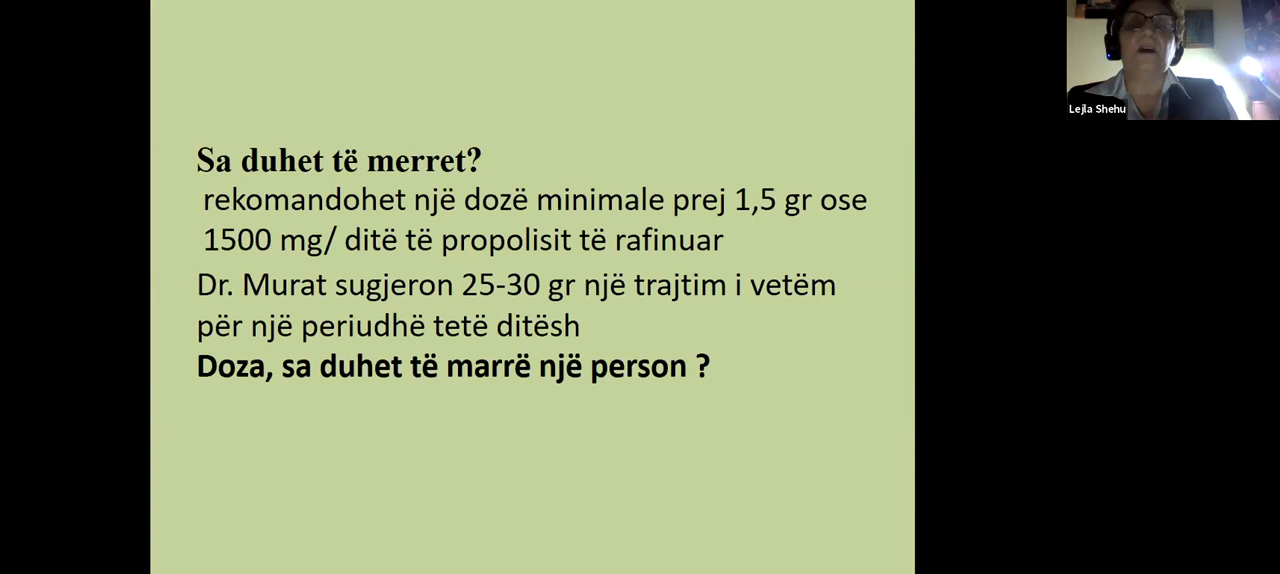 Sa duhet të merret?
rekomandohet një dozë minimale prej 1,5 gr ose
1500 mg/ ditë të propolisit të rafinuar
Dr. Murat sugjeron 25-30 gr një trajtim i vetëm
për një periudhë tetë ditësh
Doza, sa duhet të marrë një person ?
Lejla Shehu